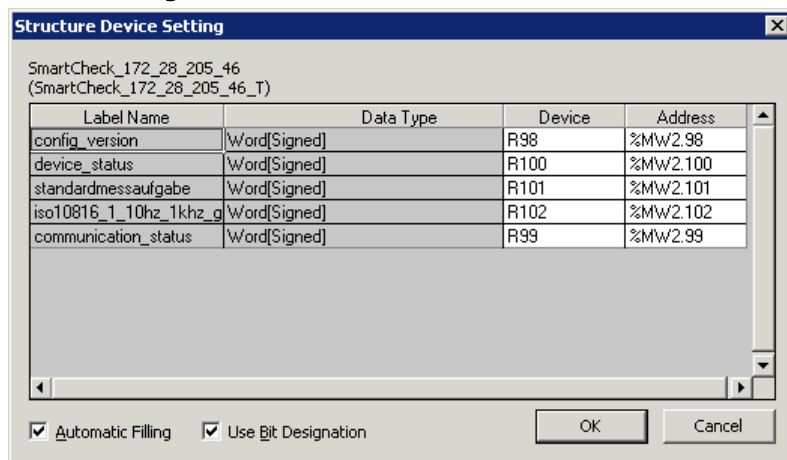 Structure Device Setting
SmartCheck_172_28_205_46
(SmartCheck_172_28_205_46_T)
Label Name Data Type Device Address
config_version Word[Signed] R98 %MW2.98
device_status Word[Signed] R100 %MW2.100
standardmessaufgabe Word[Signed] R101 %MW2.101
iso10816_1_10hz_1khz_g Word[Signed] R102 %MW2.102
communication_status Word[Signed] R99 %MW2.99
Automatic Filling Use Bit Designation OK Cancel